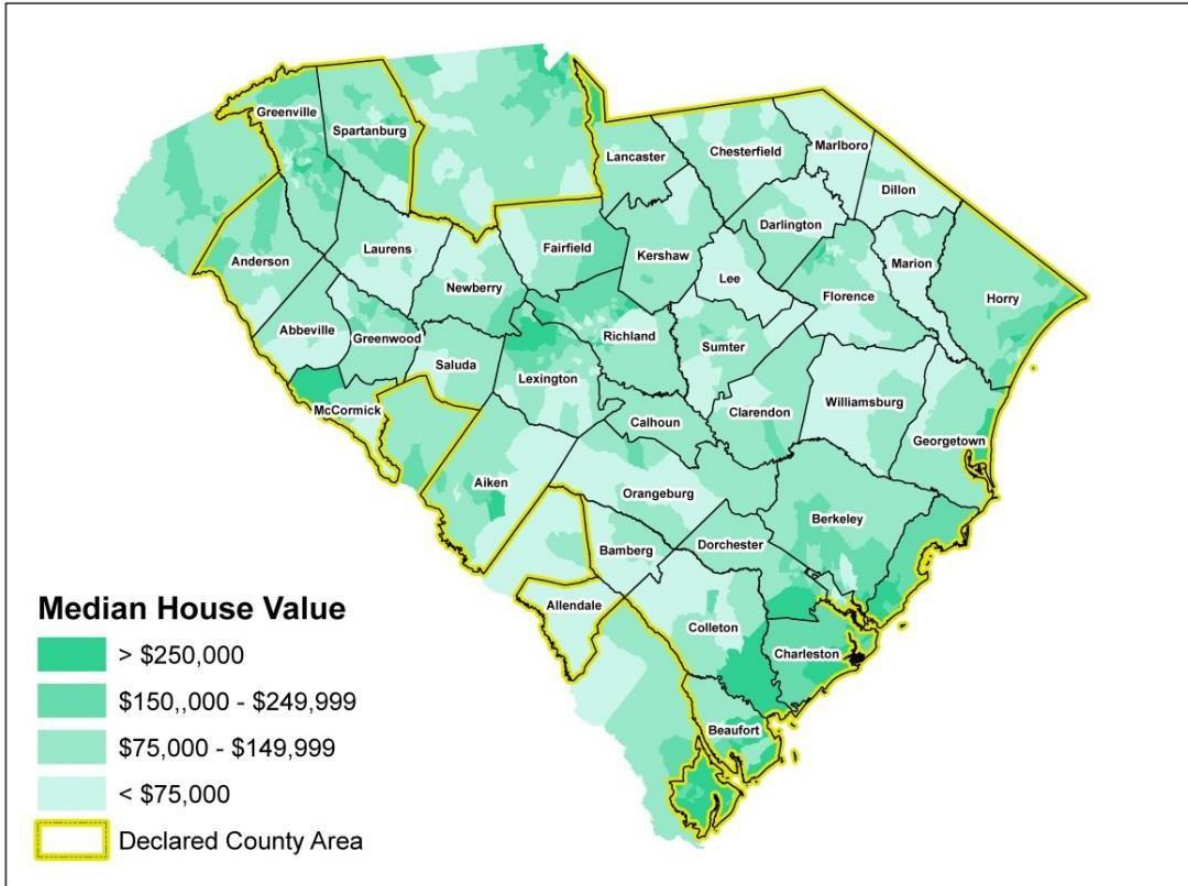 Greenville
Spartanburg
Lancaster
Chesterfield
Marlboro
Dillon
Darlington
Anderson
Laurens
Fairfield
Kershaw
Lee
Marion
Newberry
Florence
Horry
Abbeville
Greenwood
Richland
Sumter
Saluda
Lexington
McCormick
Calhoun
Clarendon
Williamsburg
Georgetown
Aiken
Orangeburg
Berkeley
Bamberg
Dorchester
Allendale
Colleton
Charleston
Beaufort
Median House Value
> $250,000
$150,,000 - $249,999
$75,000 - $149,999
< $75,000
Declared County Area